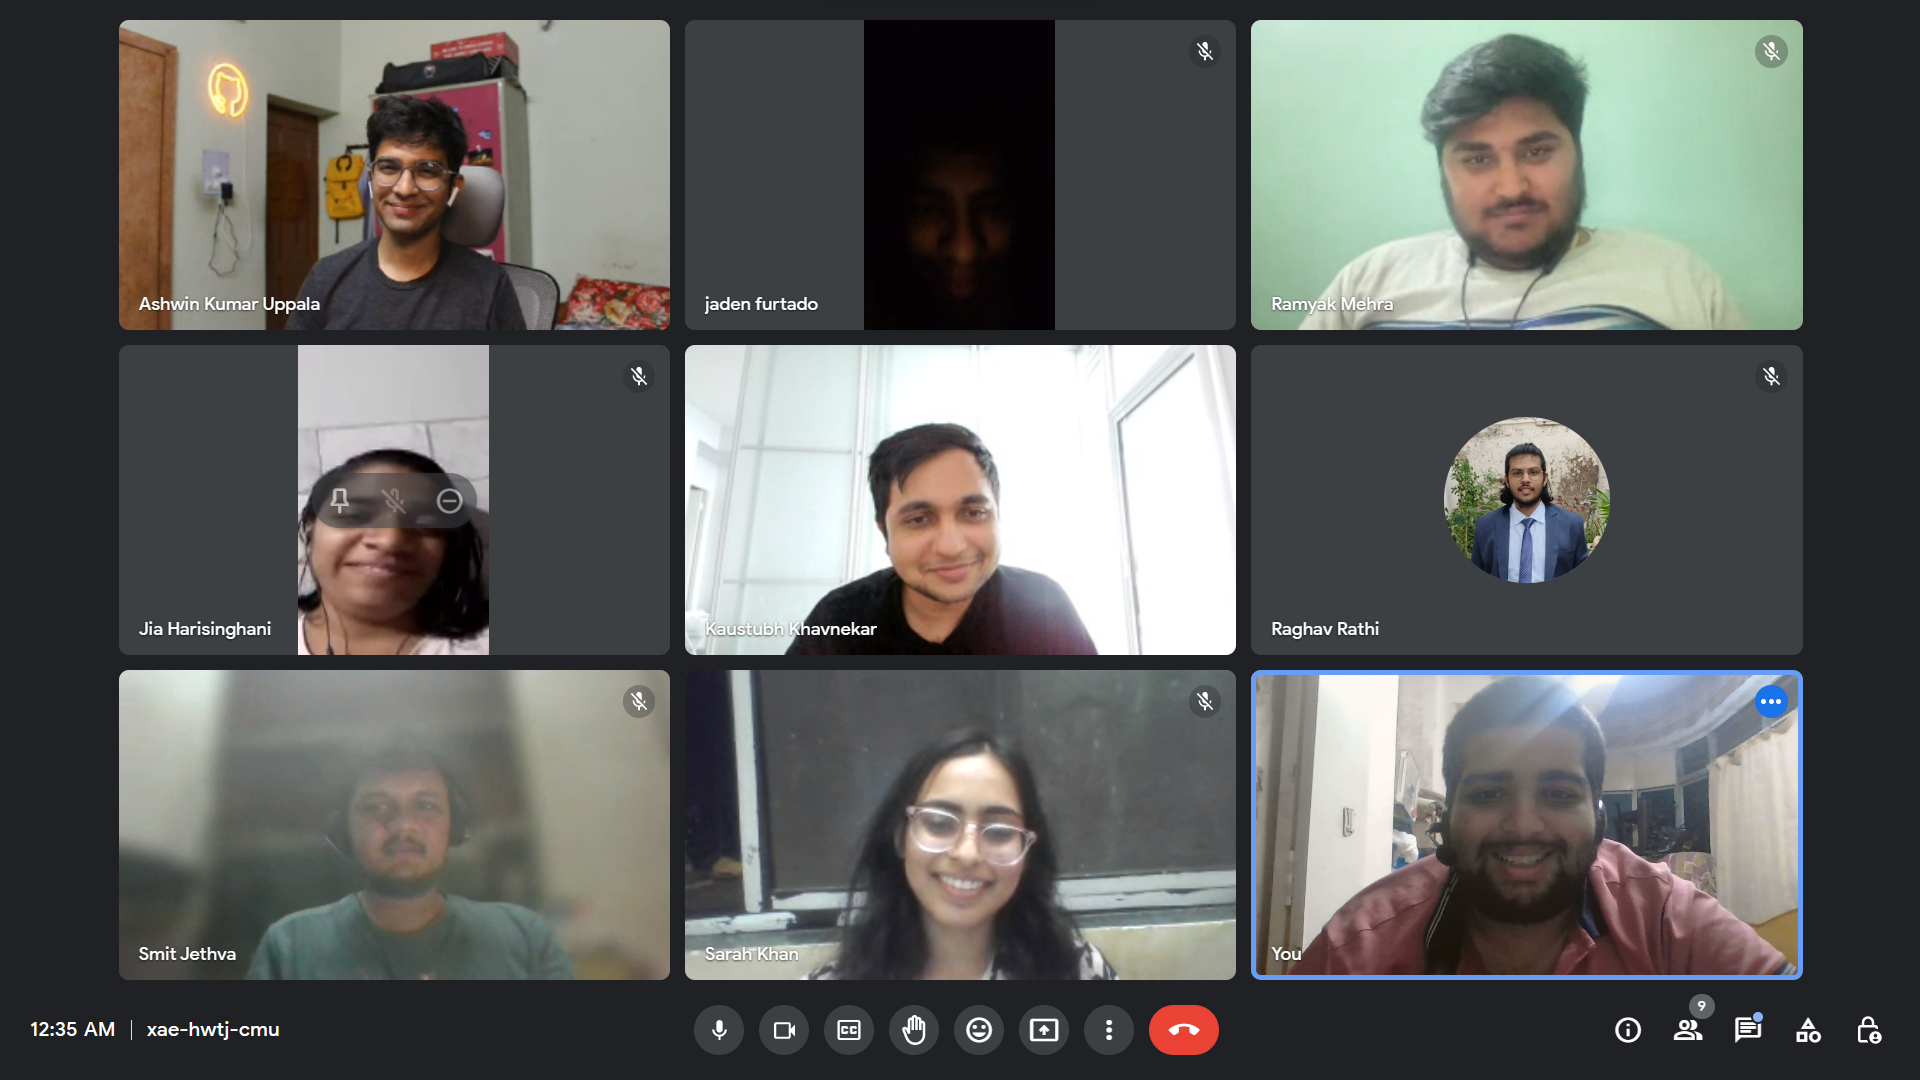 Ashwin Kumar Uppala
jaden furtado
Ramyak Mehra
Jia Harisinghani
Kaustubh Khavnekar
Raghav Rathi
Smit Jethva
Sarah Khan
You
12:35 AM | xae-hwtj-cmu
CC
9